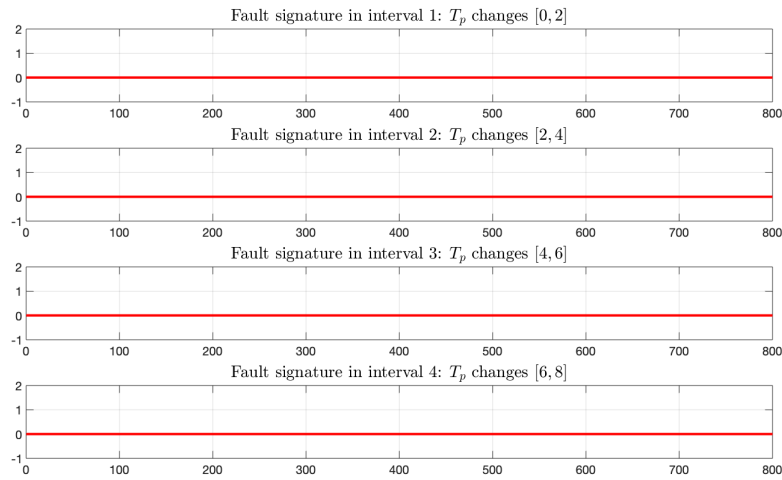 Fault signature in interval 1: Tₚ changes [0, 2]
2
1
0
-1
0 100 200 300 400 500 600 700 800
Fault signature in interval 2: Tₚ changes [2, 4]
2
1
0
-1
0 100 200 300 400 500 600 700 800
Fault signature in interval 3: Tₚ changes [4, 6]
2
1
0
-1
0 100 200 300 400 500 600 700 800
Fault signature in interval 4: Tₚ changes [6, 8]
2
1
0
-1
0 100 200 300 400 500 600 700 800